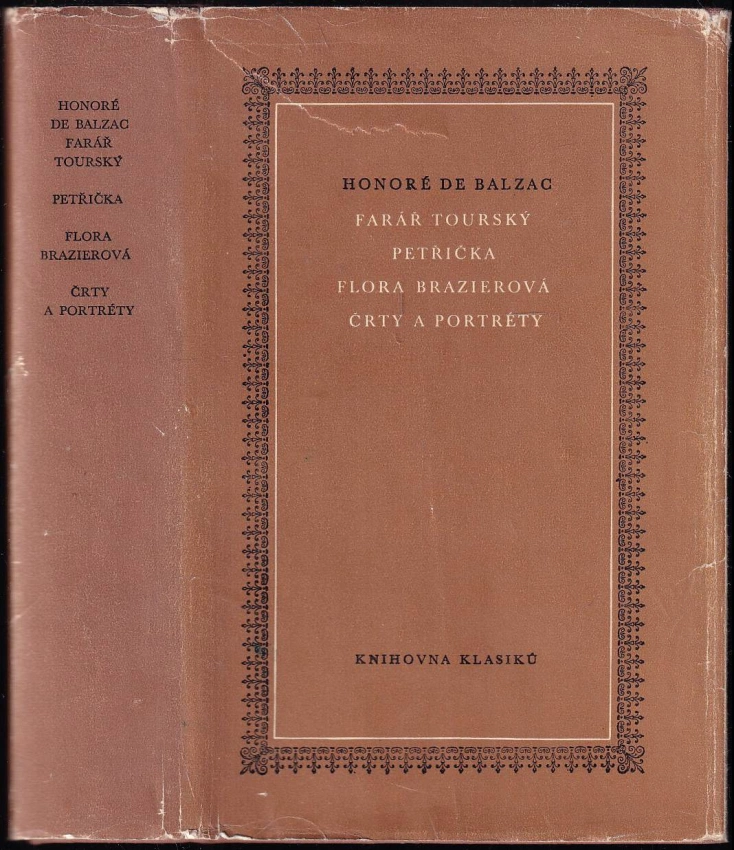 HONORÉ
DE BALZAC
FARÁŘ
TOURSKÝ
PETŘIČKA
FLORA
BRAZIEROVÁ
ČRTY
A PORTRÉTY
HONORÉ DE BALZAC
FARÁŘ TOURSKÝ
PETŘIČKA
FLORA BRAZIEROVÁ
ČRTY A PORTRÉTY
KNIHOVNA KLASIKŮ